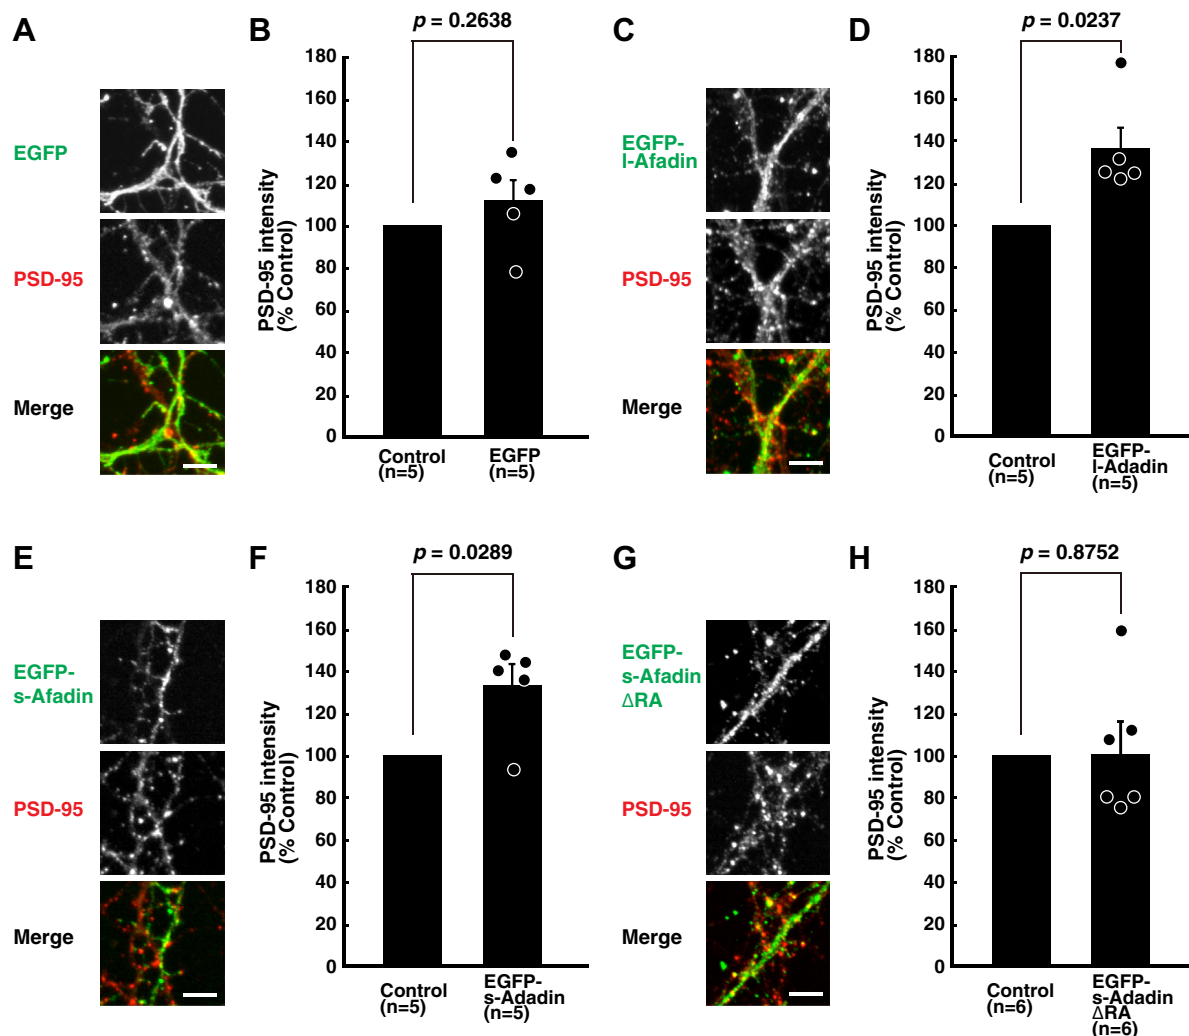 A
EGFP
PSD-95
Merge
B
p = 0.2638
PSD-95 intensity
(% Control)
180
160
140
120
100
80
60
40
20
0
Control
(n=5)
EGFP
(n=5)
C
EGFP-
l-Afadin
PSD-95
Merge
D
p = 0.0237
PSD-95 intensity
(% Control)
180
160
140
120
100
80
60
40
20
0
Control
(n=5)
EGFP-
l-Adadin
(n=5)
E
EGFP-
s-Afadin
PSD-95
Merge
F
p = 0.0289
PSD-95 intensity
(% Control)
180
160
140
120
100
80
60
40
20
0
Control
(n=5)
EGFP-
s-Adadin
(n=5)
G
EGFP-
s-Afadin
ΔRA
PSD-95
Merge
H
p = 0.8752
PSD-95 intensity
(% Control)
180
160
140
120
100
80
60
40
20
0
Control
(n=6)
EGFP-
s-Adadin
ΔRA
(n=6)